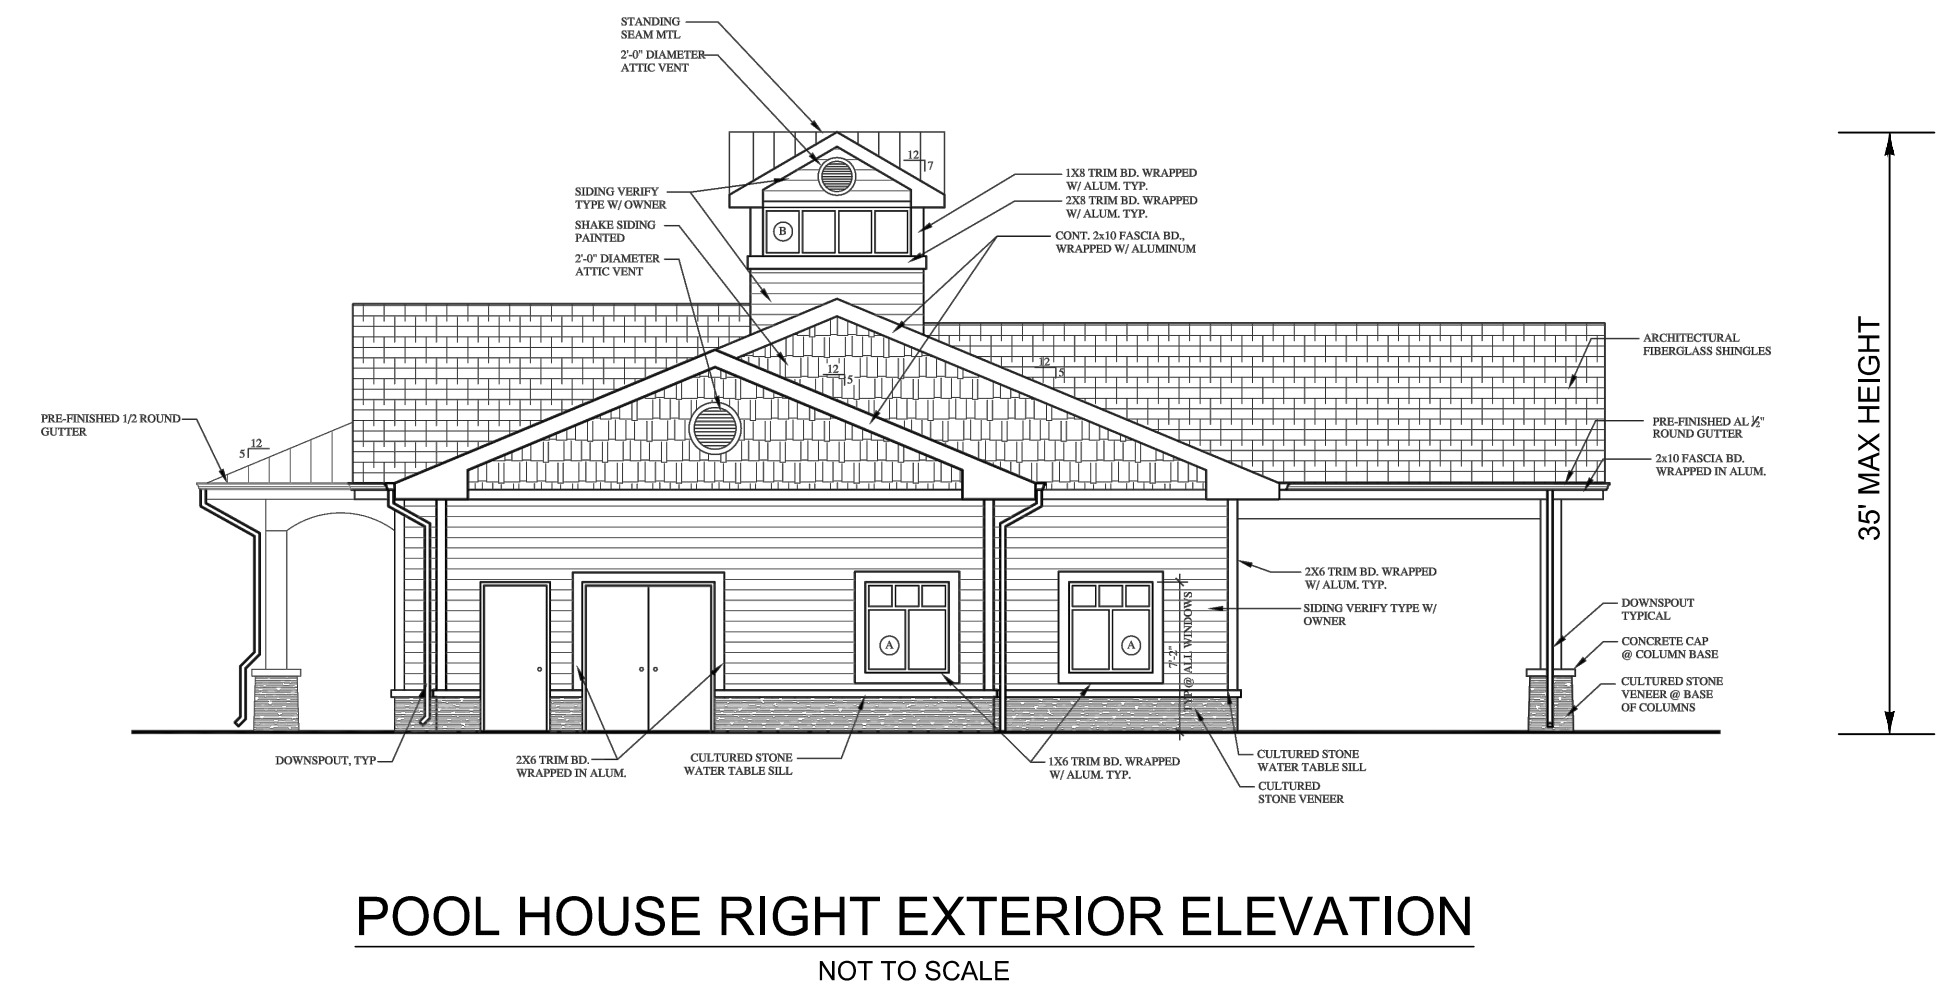 STANDING
SEAM MTL
2'-0" DIAMETER
ATTIC VENT
12
7
SIDING VERIFY
TYPE W/ OWNER
SHAKE SIDING
PAINTED
2'-0" DIAMETER
ATTIC VENT
B
1X8 TRIM BD. WRAPPED
W/ ALUM. TYP.
2X8 TRIM BD. WRAPPED
W/ ALUM. TYP.
CONT. 2x10 FASCIA BD.,
WRAPPED W/ ALUMINUM
ARCHITECTURAL
FIBERGLASS SHINGLES
12
5
12
5
PRE-FINISHED 1/2 ROUND
GUTTER
12
5
PRE-FINISHED AL ½"
ROUND GUTTER
2x10 FASCIA BD.
WRAPPED IN ALUM.
35' MAX HEIGHT
2X6 TRIM BD. WRAPPED
W/ ALUM. TYP.
SIDING VERIFY TYPE W/
OWNER
DOWNSPOUT
TYPICAL
CONCRETE CAP
@ COLUMN BASE
CULTURED STONE
VENEER @ BASE
OF COLUMNS
A
A
7'-2"
TYP @ ALL WINDOWS
DOWNSPOUT, TYP
2X6 TRIM BD.
WRAPPED IN ALUM.
CULTURED STONE
WATER TABLE SILL
1X6 TRIM BD. WRAPPED
W/ ALUM. TYP.
CULTURED STONE
WATER TABLE SILL
CULTURED
STONE VENEER
POOL HOUSE RIGHT EXTERIOR ELEVATION
NOT TO SCALE